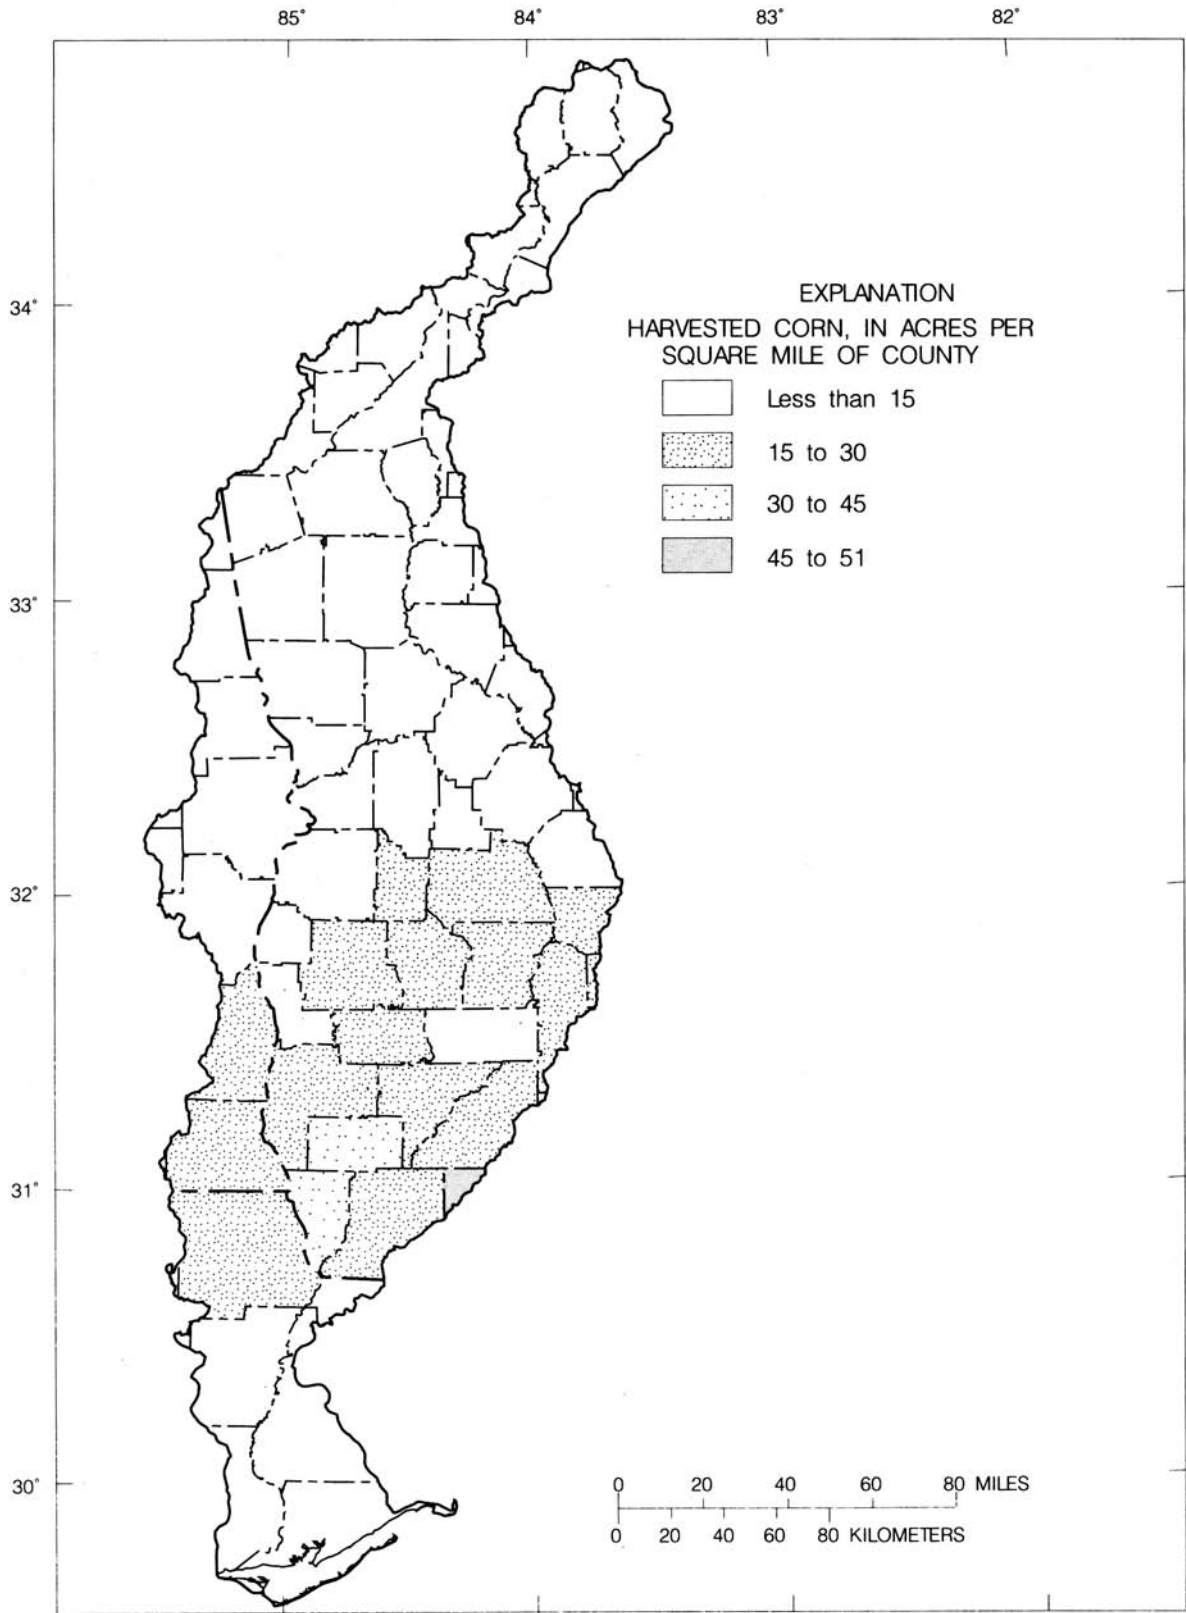 85° 84° 83° 82°
34°
EXPLANATION
HARVESTED CORN, IN ACRES PER
SQUARE MILE OF COUNTY
Less than 15
15 to 30
30 to 45
45 to 51
33°
32°
31°
30°
0 20 40 60 80 MILES
0 20 40 60 80 KILOMETERS